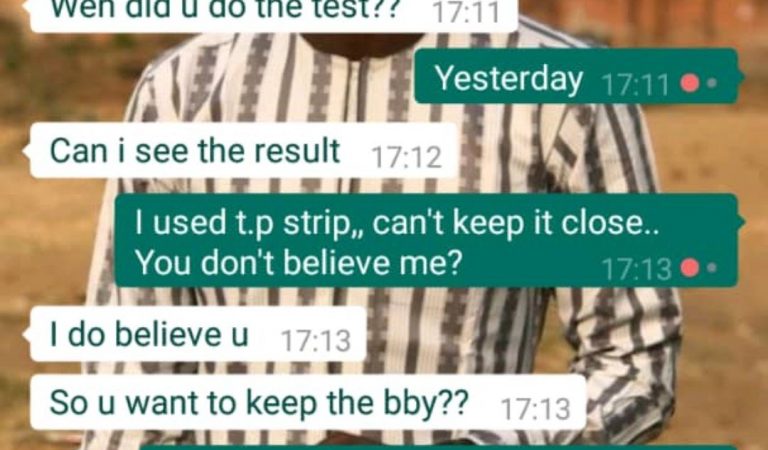 Wen did u do the test?? 17:11
Yesterday 17:11
Can i see the result 17:12
I used t.p strip,, can't keep it close..
You don't believe me? 17:13
I do believe u 17:13
So u want to keep the bby?? 17:13